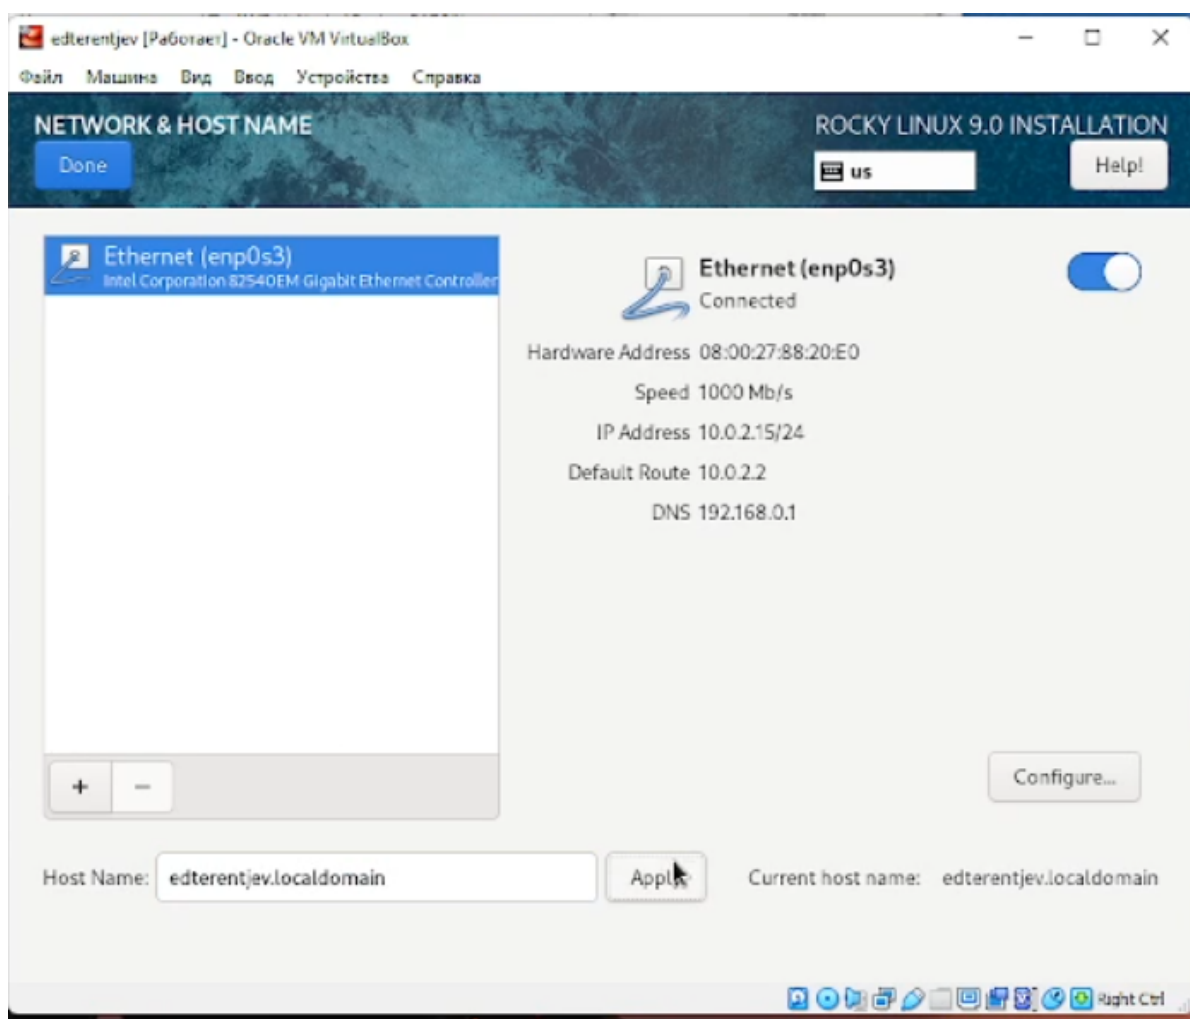 edterentjev [Работает] - Oracle VM VirtualBox
Файл Машина Вид Ввод Устройства Справка
NETWORK & HOST NAME
ROCKY LINUX 9.0 INSTALLATION
Done
us
Help!
Ethernet (enp0s3)
Intel Corporation 82540EM Gigabit Ethernet Controller
Ethernet (enp0s3)
Connected
Hardware Address 08:00:27:88:20:E0
Speed 1000 Mb/s
IP Address 10.0.2.15/24
Default Route 10.0.2.2
DNS 192.168.0.1
+ −
Configure...
Host Name: edterentjev.localdomain
Current host name: edterentjev.localdomain
Right Ctrl